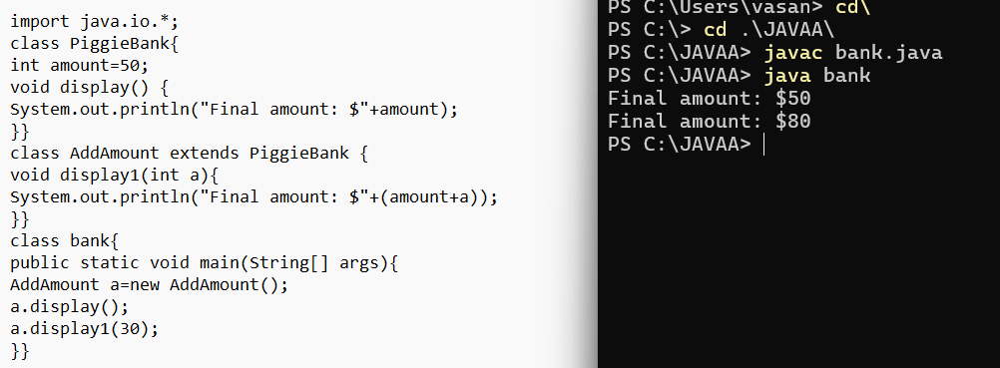 import java.io.*;
class PiggieBank{
int amount=50;
void display() {
System.out.println("Final amount: $"+amount);
}}
class AddAmount extends PiggieBank {
void display1(int a){
System.out.println("Final amount: $"+(amount+a));
}}
class bank{
public static void main(String[] args){
AddAmount a=new AddAmount();
a.display();
a.display1(30);
}}
PS C:\Users\vasan> cd\
PS C:\> cd .\JAVAA\
PS C:\JAVAA> javac bank.java
PS C:\JAVAA> java bank
Final amount: $50
Final amount: $80
PS C:\JAVAA>